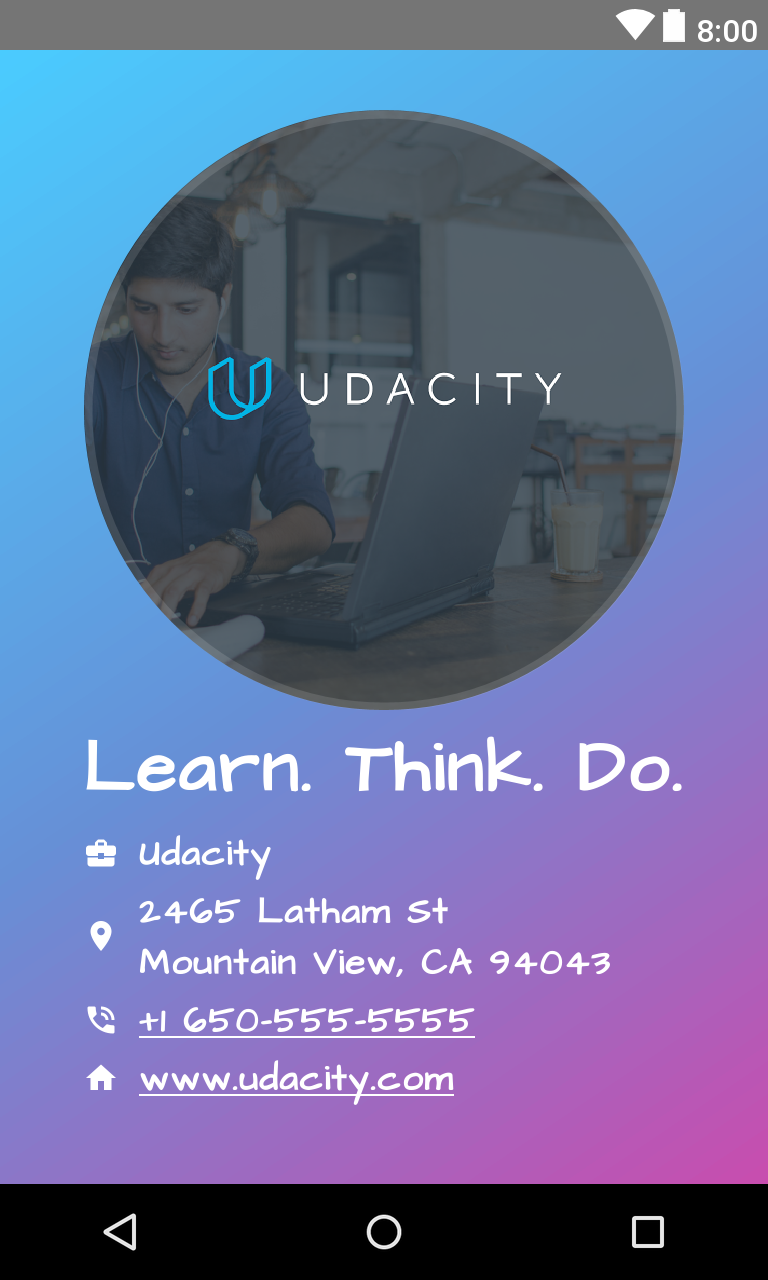 8:00
UDACITY
Learn. Think. Do.
Udacity
2465 Latham St
Mountain View, CA 94043
+1 650-555-5555
www.udacity.com